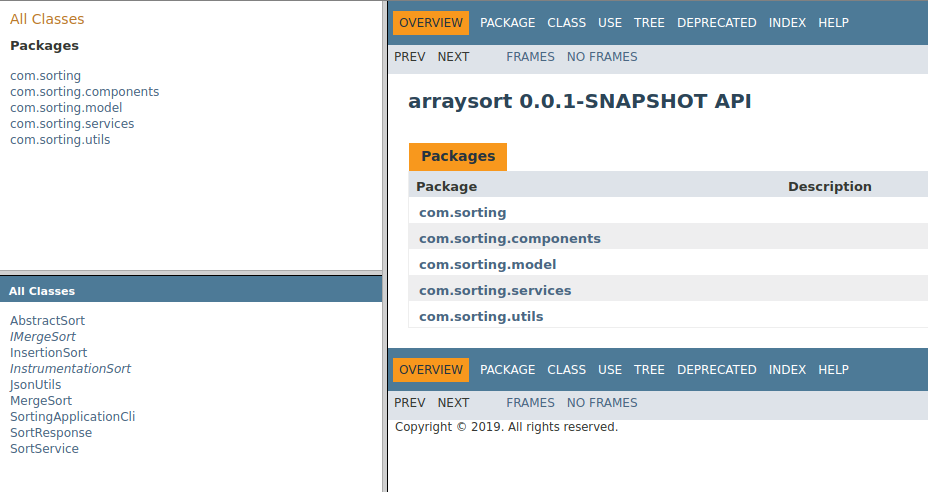 All Classes
Packages
com.sorting
com.sorting.components
com.sorting.model
com.sorting.services
com.sorting.utils
All Classes
AbstractSort
IMergeSort
InsertionSort
InstrumentationSort
JsonUtils
MergeSort
SortingApplicationCli
SortResponse
SortService
OVERVIEW PACKAGE CLASS USE TREE DEPRECATED INDEX HELP
PREV NEXT FRAMES NO FRAMES
arraysort 0.0.1-SNAPSHOT API
Packages
Package Description
com.sorting
com.sorting.components
com.sorting.model
com.sorting.services
com.sorting.utils
OVERVIEW PACKAGE CLASS USE TREE DEPRECATED INDEX HELP
PREV NEXT FRAMES NO FRAMES
Copyright © 2019. All rights reserved.